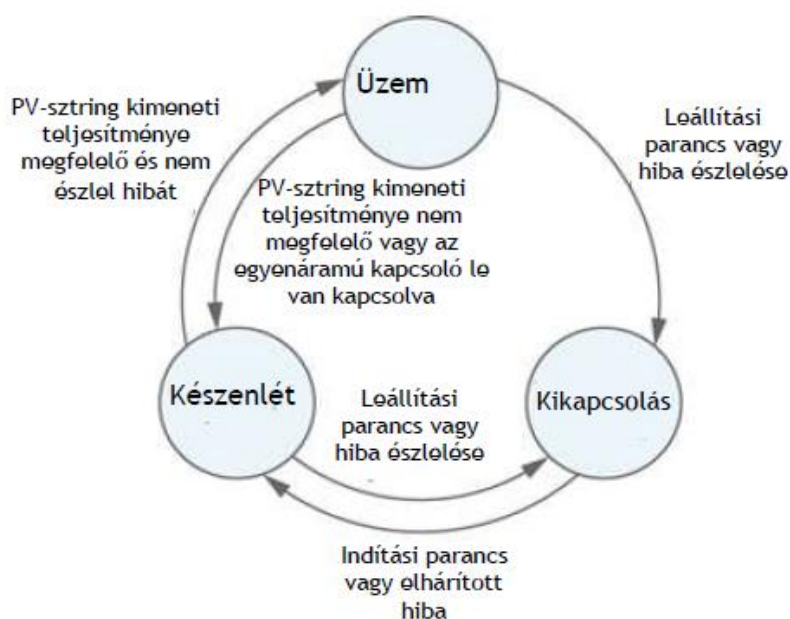 Üzem
PV-sztring kimeneti
teljesítménye
megfelelő és nem
észlel hibát
Leállítási
parancs vagy
hiba észlelése
PV-sztring kimeneti
teljesítménye nem
megfelelő vagy az
egyenáramú kapcsoló le
van kapcsolva
Készenlét
Leállítási
parancs vagy
hiba észlelése
Kikapcsolás
Indítási parancs
vagy elhárított
hiba